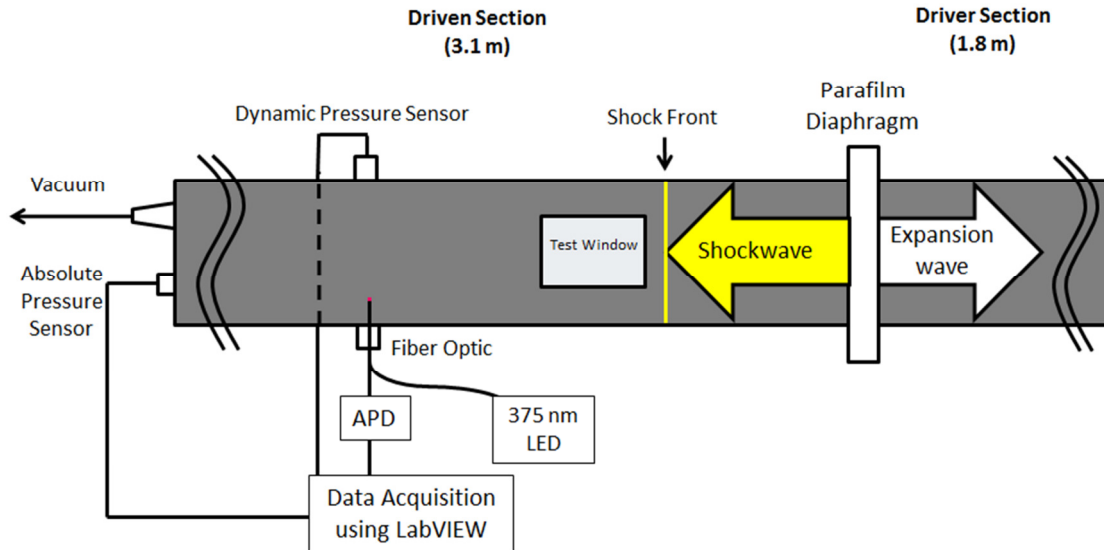 Driven Section
(3.1 m)
Driver Section
(1.8 m)
Parafilm
Diaphragm
Dynamic Pressure Sensor
Shock Front
Vacuum
Test Window
Shockwave
Expansion
wave
Absolute
Pressure
Sensor
Fiber Optic
APD
375 nm
LED
Data Acquisition
using LabVIEW